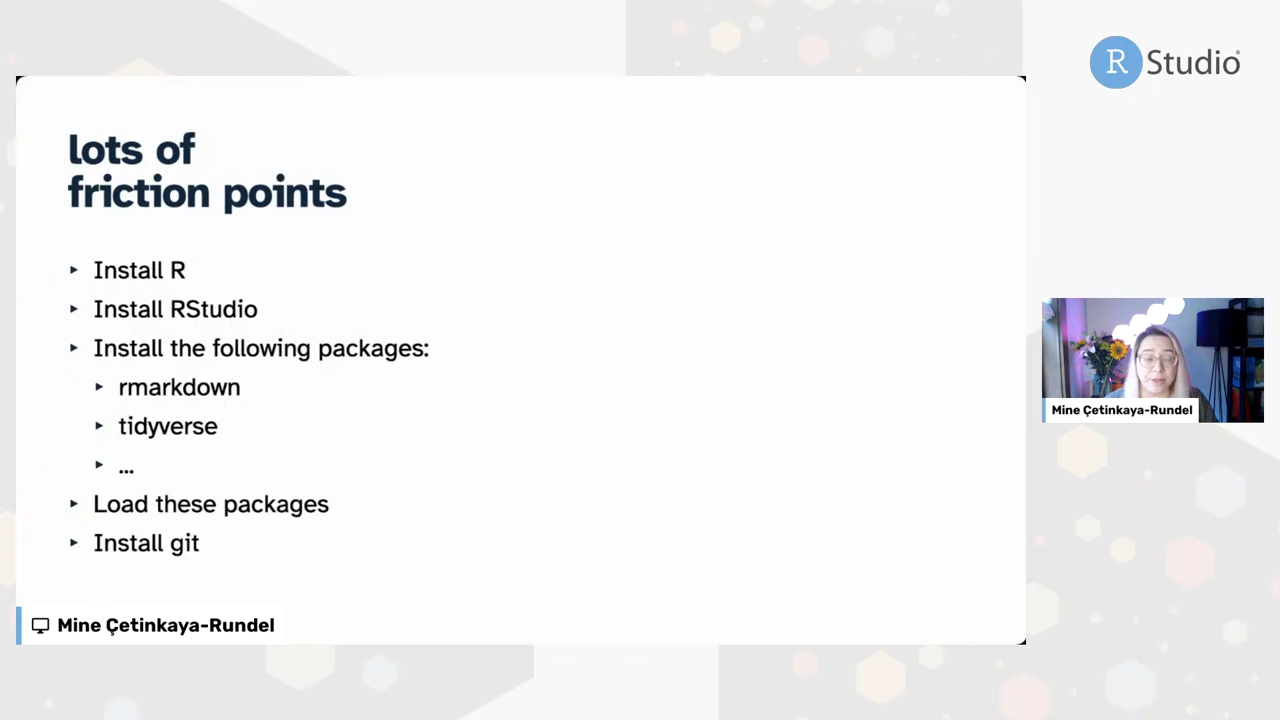 R Studio
lots of
friction points
Install R
Install RStudio
Install the following packages:
rmarkdown
tidyverse
...
Load these packages
Install git
Mine Çetinkaya-Rundel
Mine Çetinkaya-Rundel